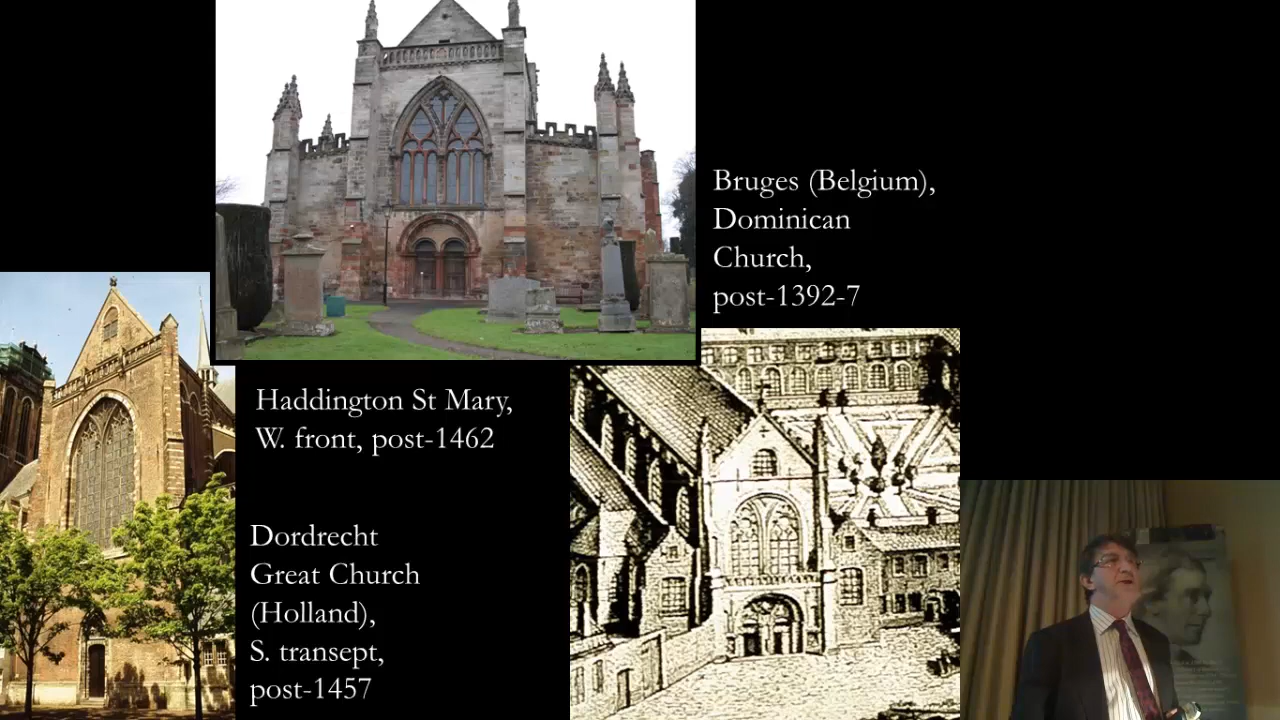 Bruges (Belgium),
Dominican
Church,
post-1392-7
Haddington St Mary,
W. front, post-1462
Dordrecht
Great Church
(Holland),
S. transept,
post-1457